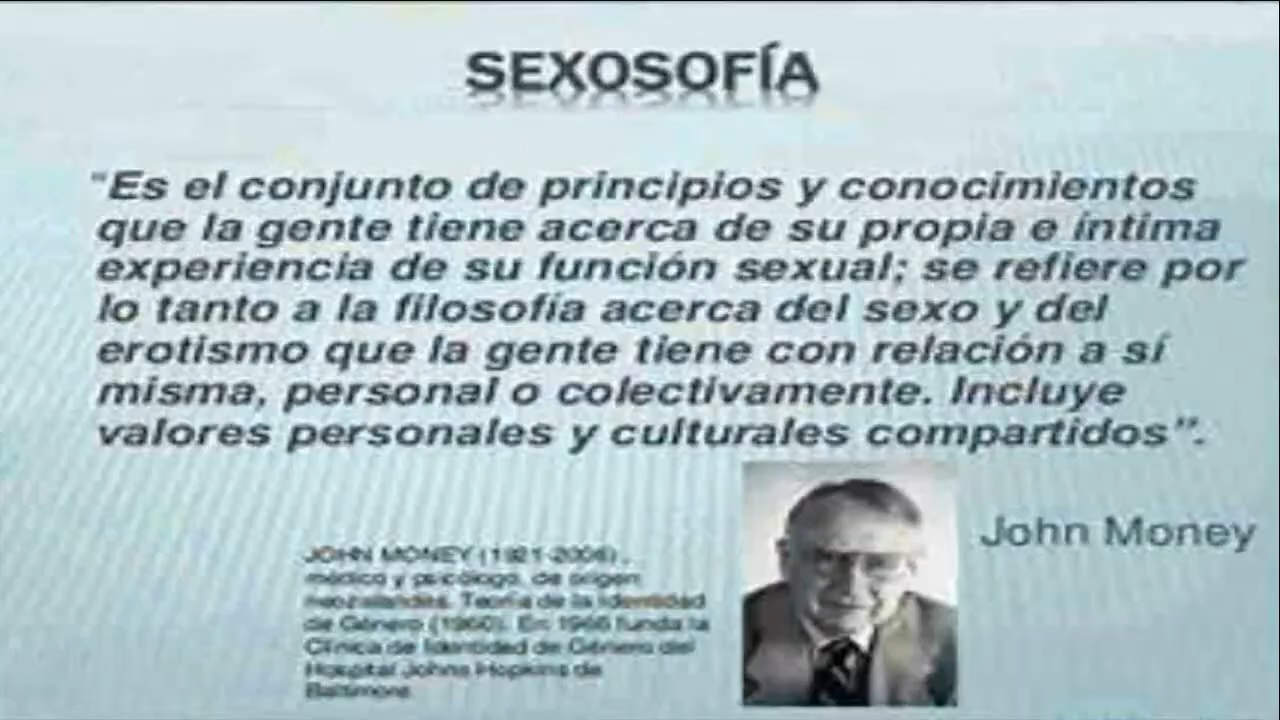 SEXOSOFÍA
“Es el conjunto de principios y conocimientos
que la gente tiene acerca de su propia e íntima
experiencia de su función sexual; se refiere por
lo tanto a la filosofía acerca del sexo y del
erotismo que la gente tiene con relación a sí
misma, personal o colectivamente. Incluye
valores personales y culturales compartidos”.
John Money
JOHN MONEY (1921-2006),
médico y psicólogo, de origen
neozelandés. Teoría de la Identidad
de Género (1960). En 1966 funda la
Clínica de Identidad de Género del
Hospital Johns Hopkins de
Baltimore